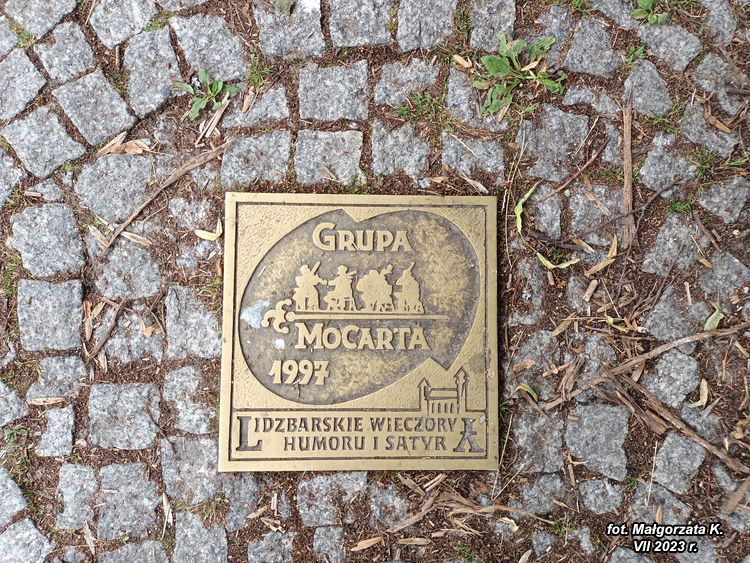 GRUPA
MOCARTA
1997
LIDZBARSKIE WIECZORY
HUMORU I SATYRY
fot. Małgorzata K.
VII 2023 r.